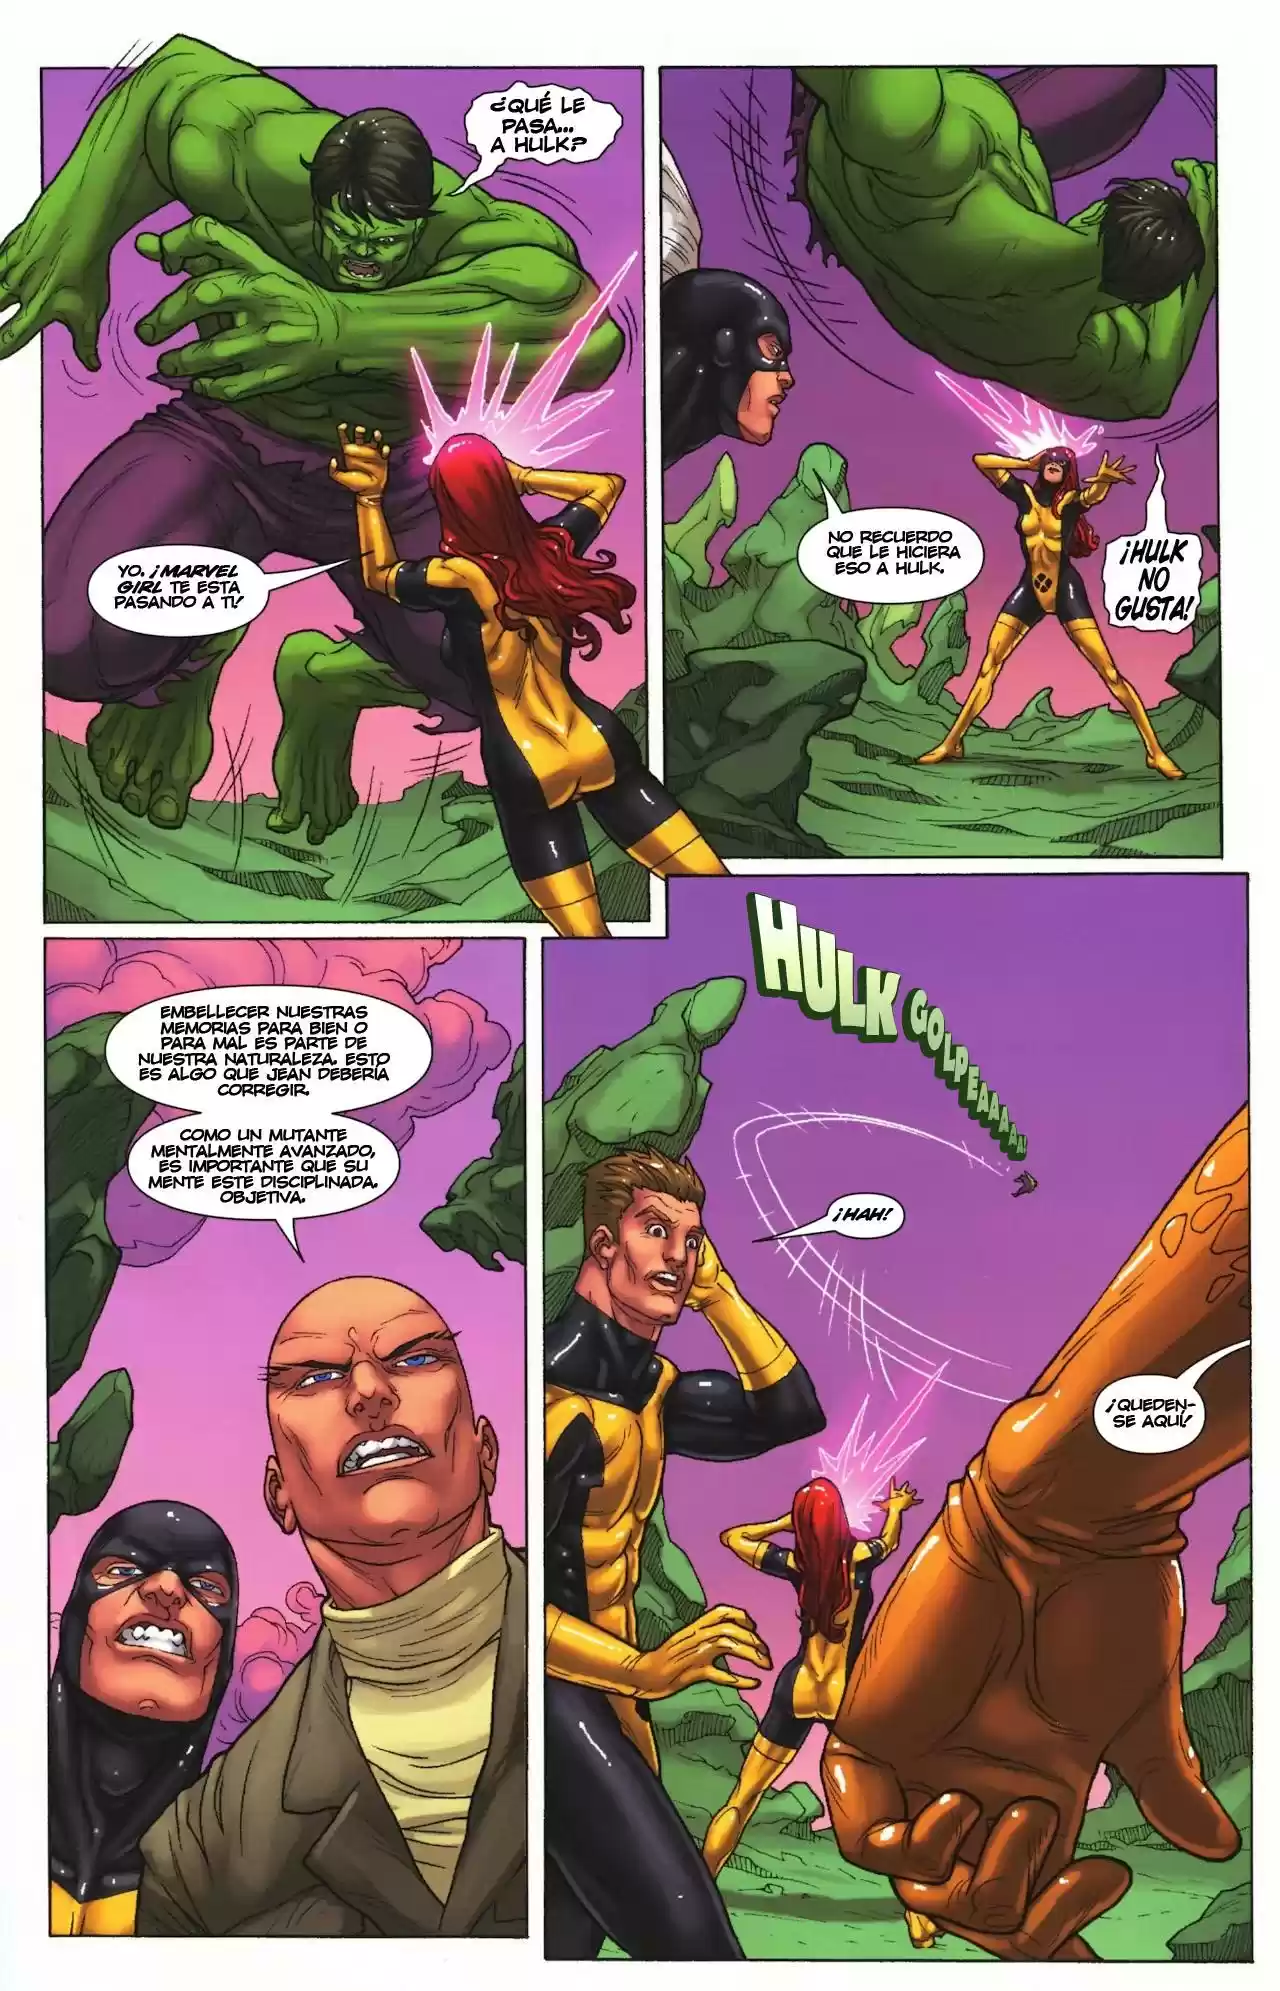 ¿QUÉ LE
PASA...
A HULK?
YO. ¡MARVEL
GIRL TE ESTA
PASANDO A TI!
NO RECUERDO
QUE LE HICIERA
ESO A HULK.
¡HULK
NO
GUSTA!
EMBELLECER NUESTRAS
MEMORIAS PARA BIEN O
PARA MAL ES PARTE DE
NUESTRA NATURALEZA. ESTO
ES ALGO QUE JEAN DEBERÍA
CORREGIR.
COMO UN MUTANTE
MENTALMENTE AVANZADO,
ES IMPORTANTE QUE SU
MENTE ESTE DISCIPLINADA.
OBJETIVA.
HULK GOLPEAAAAAA!
¡HAH!
¡QUEDEN-
SE AQUÍ!